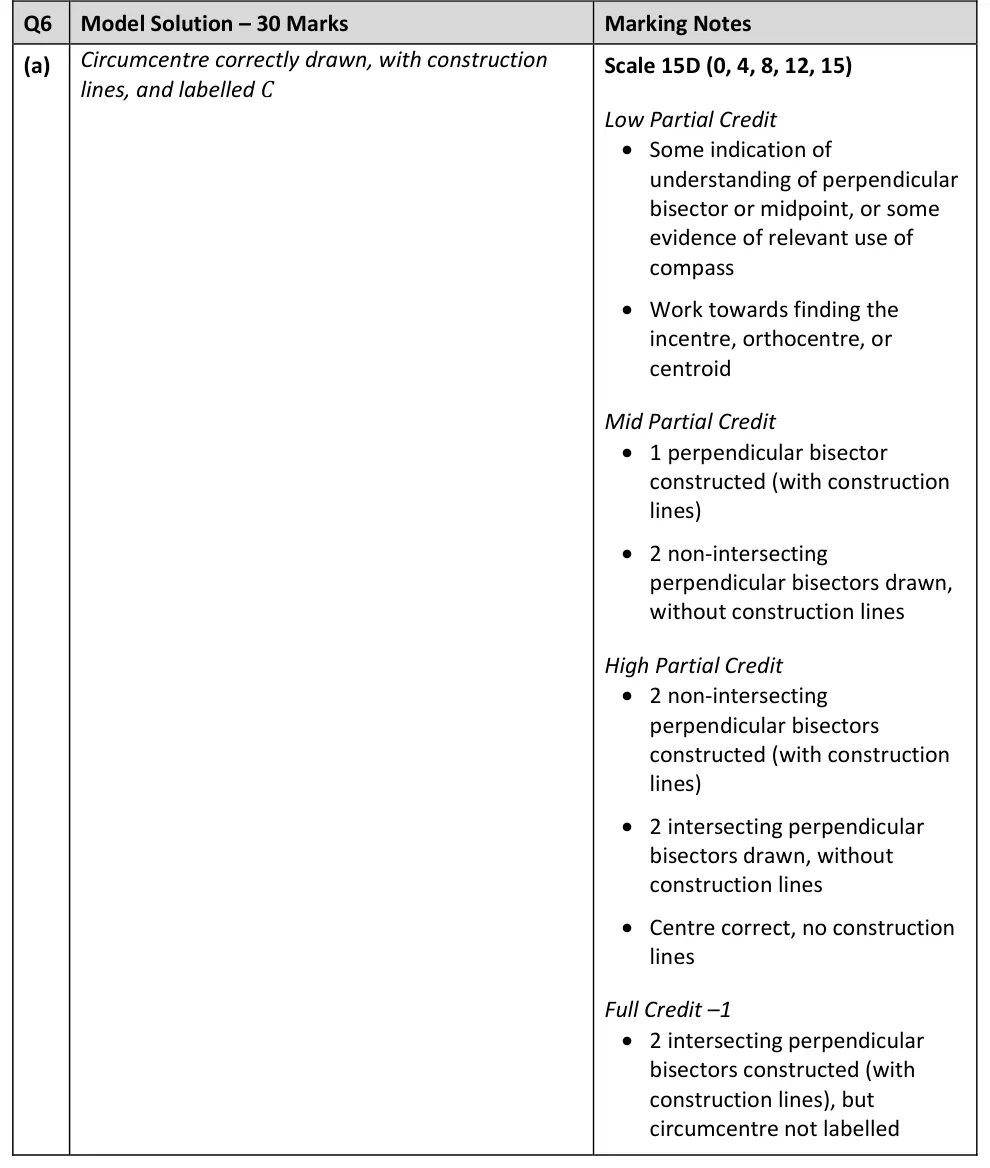 Q6 Model Solution – 30 Marks Marking Notes
(a) Circumcentre correctly drawn, with construction
lines, and labelled C
Scale 15D (0, 4, 8, 12, 15)
Low Partial Credit
• Some indication of
understanding of perpendicular
bisector or midpoint, or some
evidence of relevant use of
compass
• Work towards finding the
incentre, orthocentre, or
centroid
Mid Partial Credit
• 1 perpendicular bisector
constructed (with construction
lines)
• 2 non-intersecting
perpendicular bisectors drawn,
without construction lines
High Partial Credit
• 2 non-intersecting
perpendicular bisectors
constructed (with construction
lines)
• 2 intersecting perpendicular
bisectors drawn, without
construction lines
• Centre correct, no construction
lines
Full Credit –1
• 2 intersecting perpendicular
bisectors constructed (with
construction lines), but
circumcentre not labelled